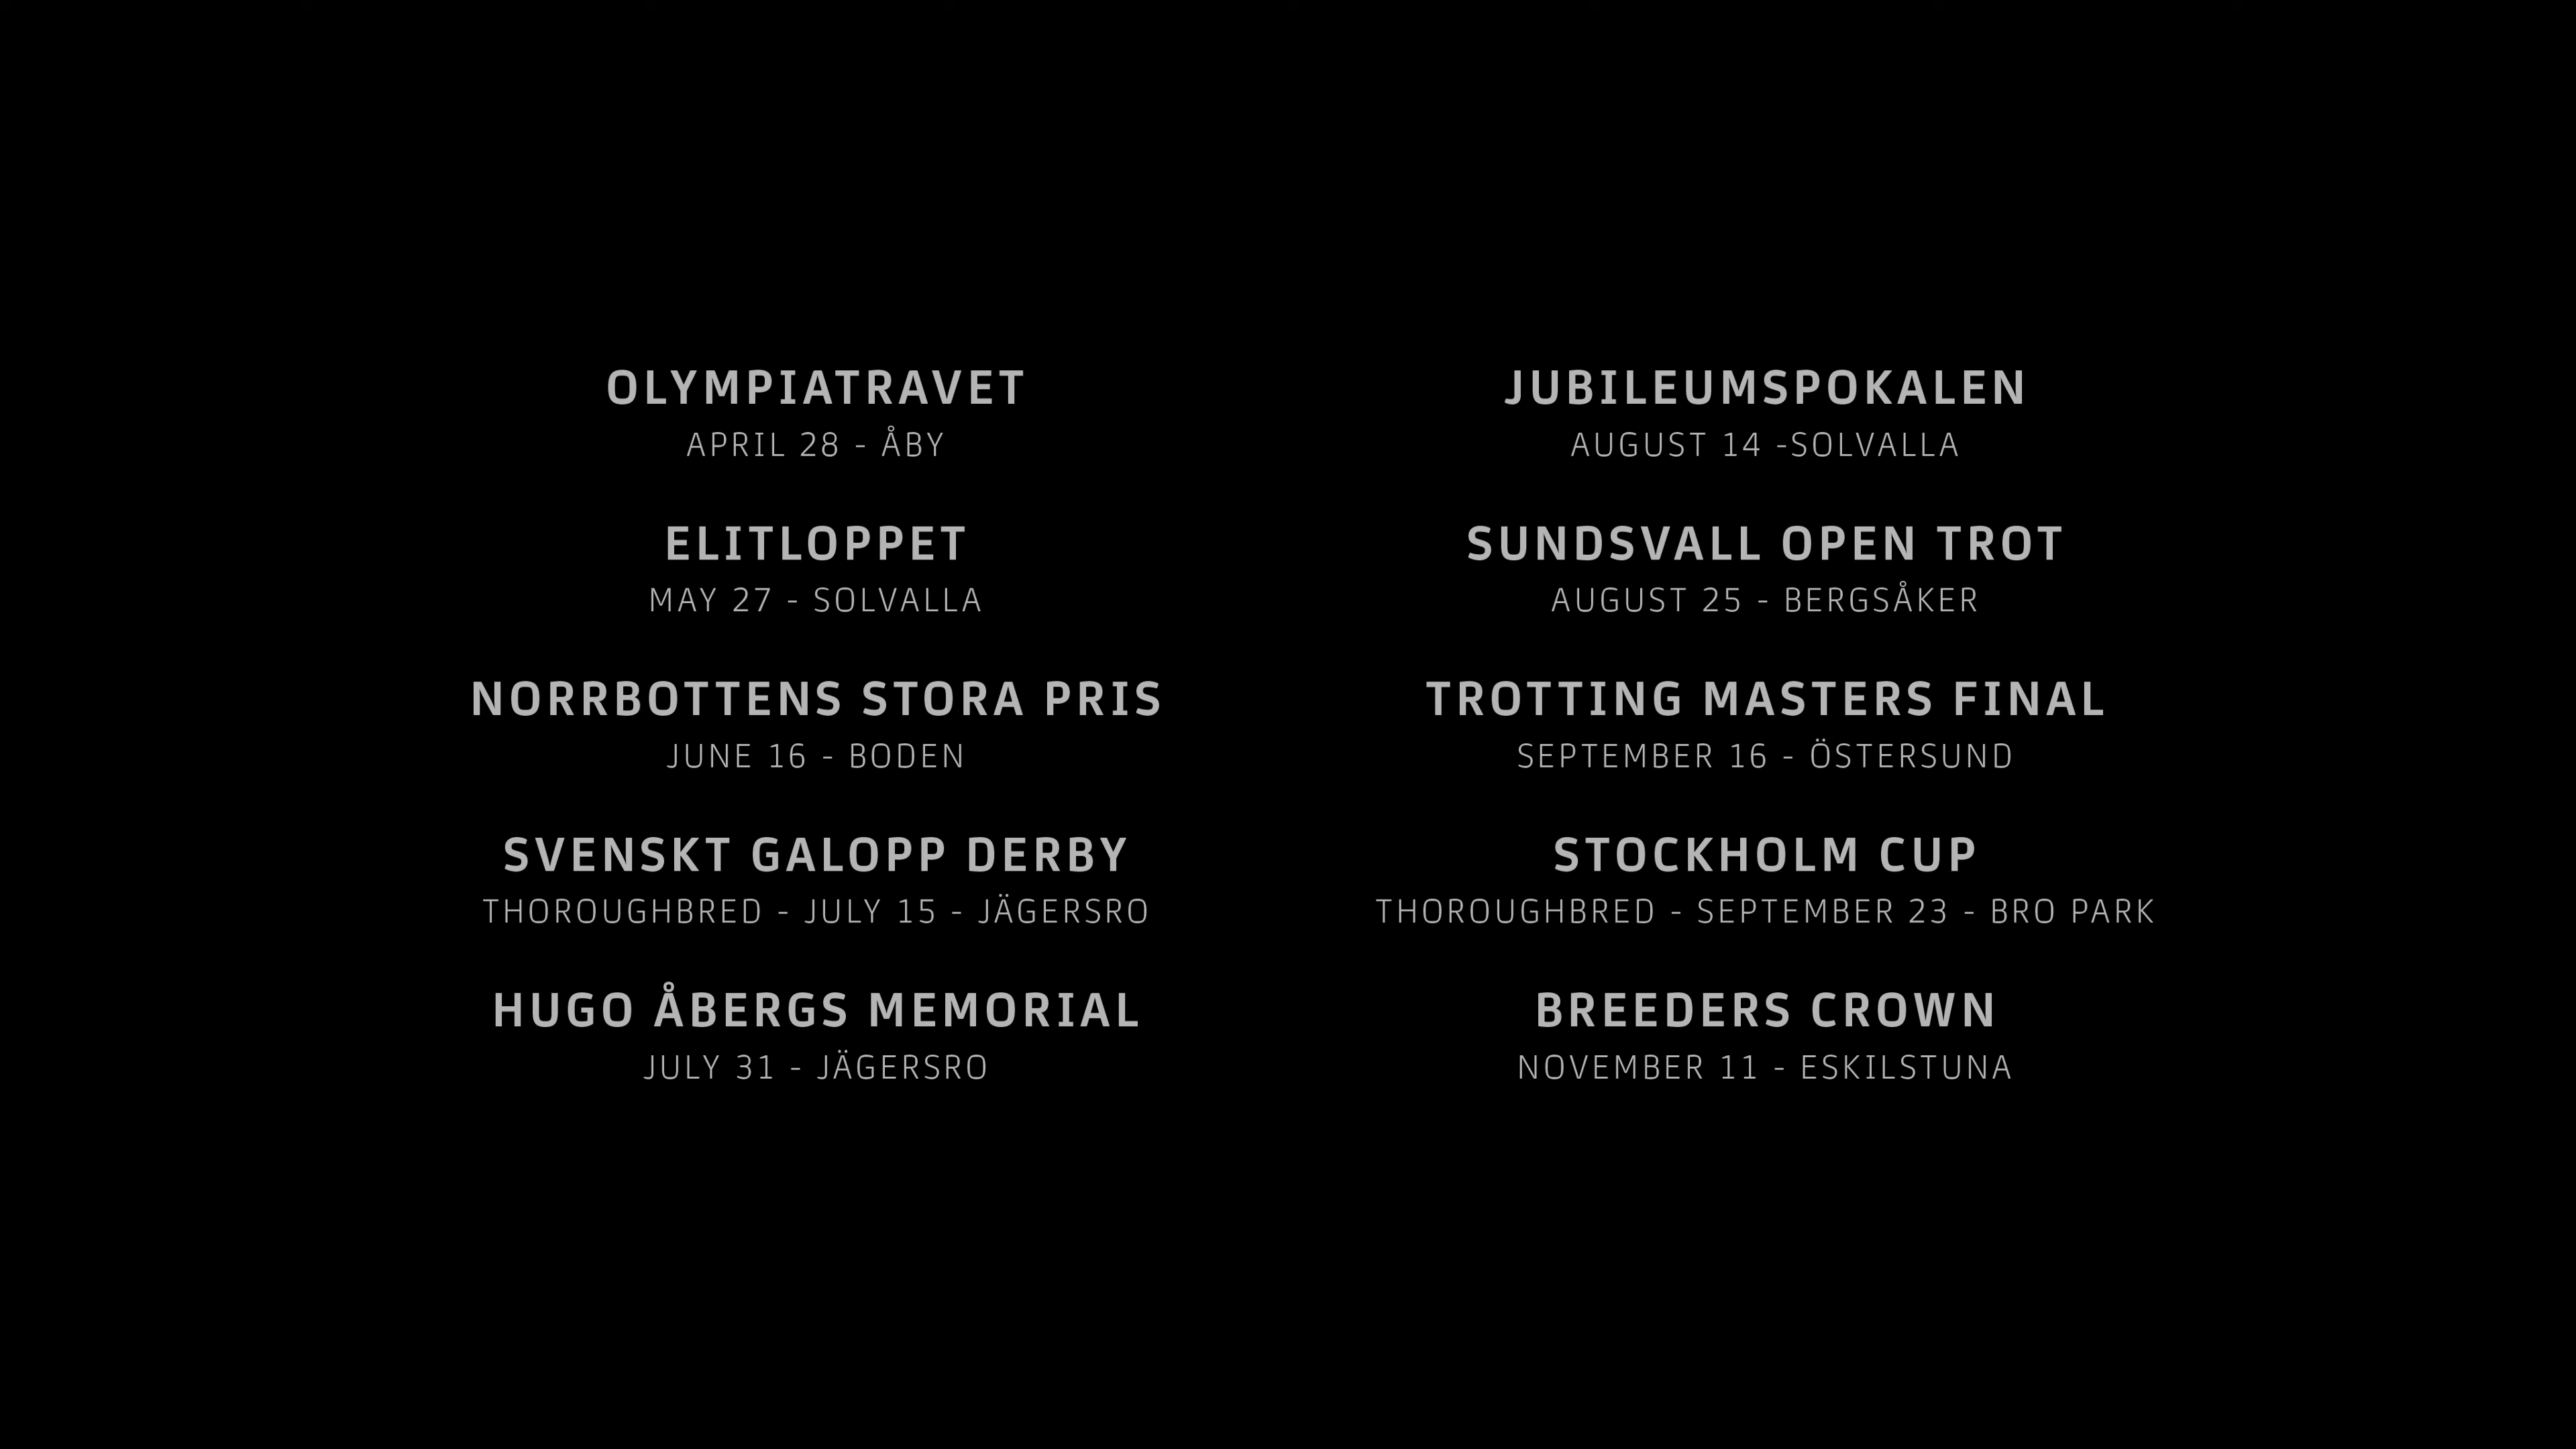 OLYMPIATRAVET
APRIL 28 - ÅBY
ELITLOPPET
MAY 27 - SOLVALLA
NORRBOTTENS STORA PRIS
JUNE 16 - BODEN
SVENSKT GALOPP DERBY
THOROUGHBRED - JULY 15 - JÄGERSRO
HUGO ÅBERGS MEMORIAL
JULY 31 - JÄGERSRO
JUBILEUMSPOKALEN
AUGUST 14 -SOLVALLA
SUNDSVALL OPEN TROT
AUGUST 25 - BERGSÅKER
TROTTING MASTERS FINAL
SEPTEMBER 16 - ÖSTERSUND
STOCKHOLM CUP
THOROUGHBRED - SEPTEMBER 23 - BRO PARK
BREEDERS CROWN
NOVEMBER 11 - ESKILSTUNA